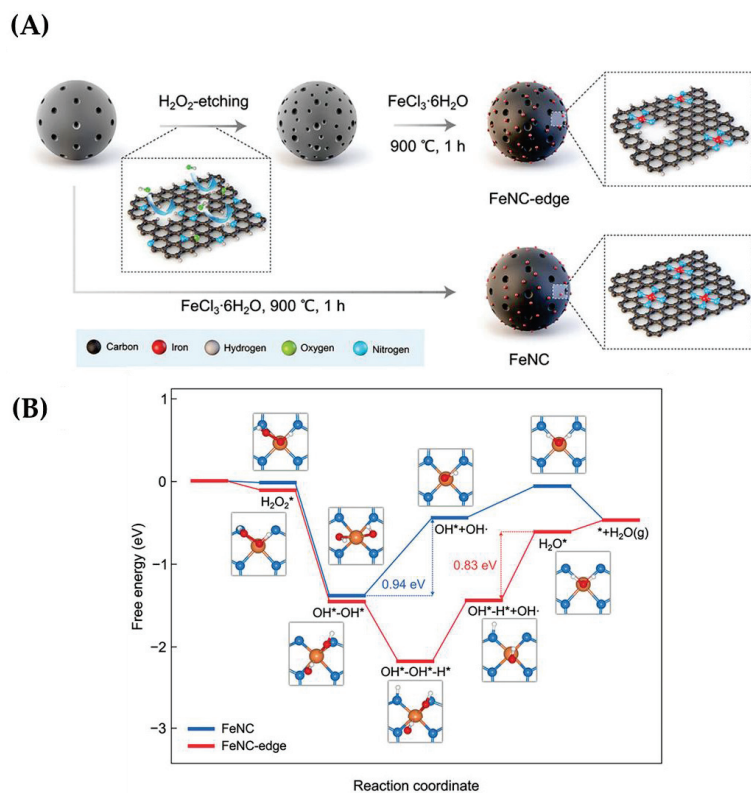 (A)
H₂O₂-etching
FeCl₃·6H₂O
900 ℃, 1 h
FeNC-edge
FeCl₃·6H₂O, 900 ℃, 1 h
FeNC
Carbon Iron Hydrogen Oxygen Nitrogen
(B)
1
0
−1
−2
−3
Free energy (eV)
H₂O₂*
OH*-OH*
0.94 eV
OH*+OH·
OH*-OH*-H*
0.83 eV
OH*-H*+OH·
H₂O*
*+H₂O(g)
FeNC
FeNC-edge
Reaction coordinate